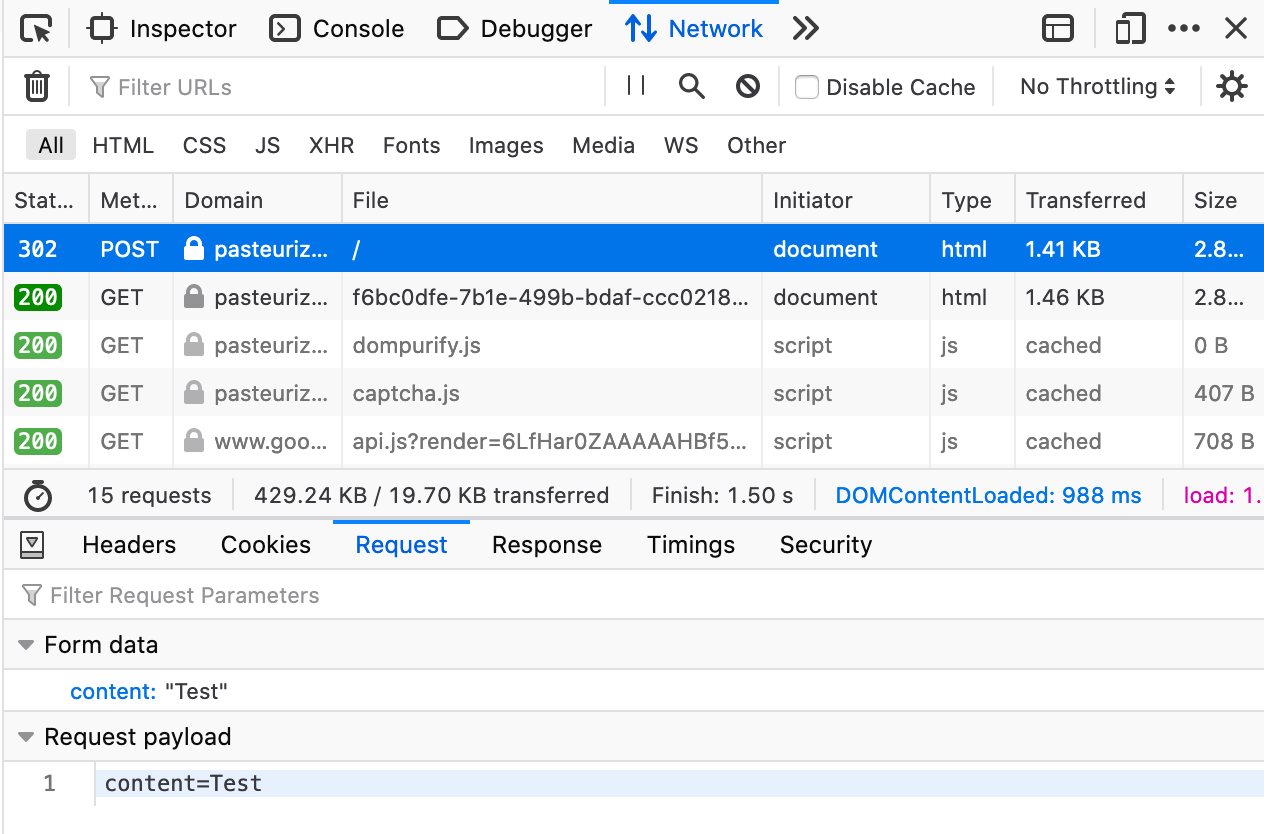 Inspector Console Debugger Network
Filter URLs Disable Cache No Throttling
All HTML CSS JS XHR Fonts Images Media WS Other
Stat... Met... Domain File Initiator Type Transferred Size
302 POST pasteuriz... / document html 1.41 KB 2.8...
200 GET pasteuriz... f6bc0dfe-7b1e-499b-bdaf-ccc0218... document html 1.46 KB 2.8...
200 GET pasteuriz... dompurify.js script js cached 0 B
200 GET pasteuriz... captcha.js script js cached 407 B
200 GET www.goo... api.js?render=6LfHar0ZAAAAAHBf5... script js cached 708 B
15 requests 429.24 KB / 19.70 KB transferred Finish: 1.50 s DOMContentLoaded: 988 ms load: 1.
Headers Cookies Request Response Timings Security
Filter Request Parameters
Form data
content: "Test"
Request payload
1 content=Test